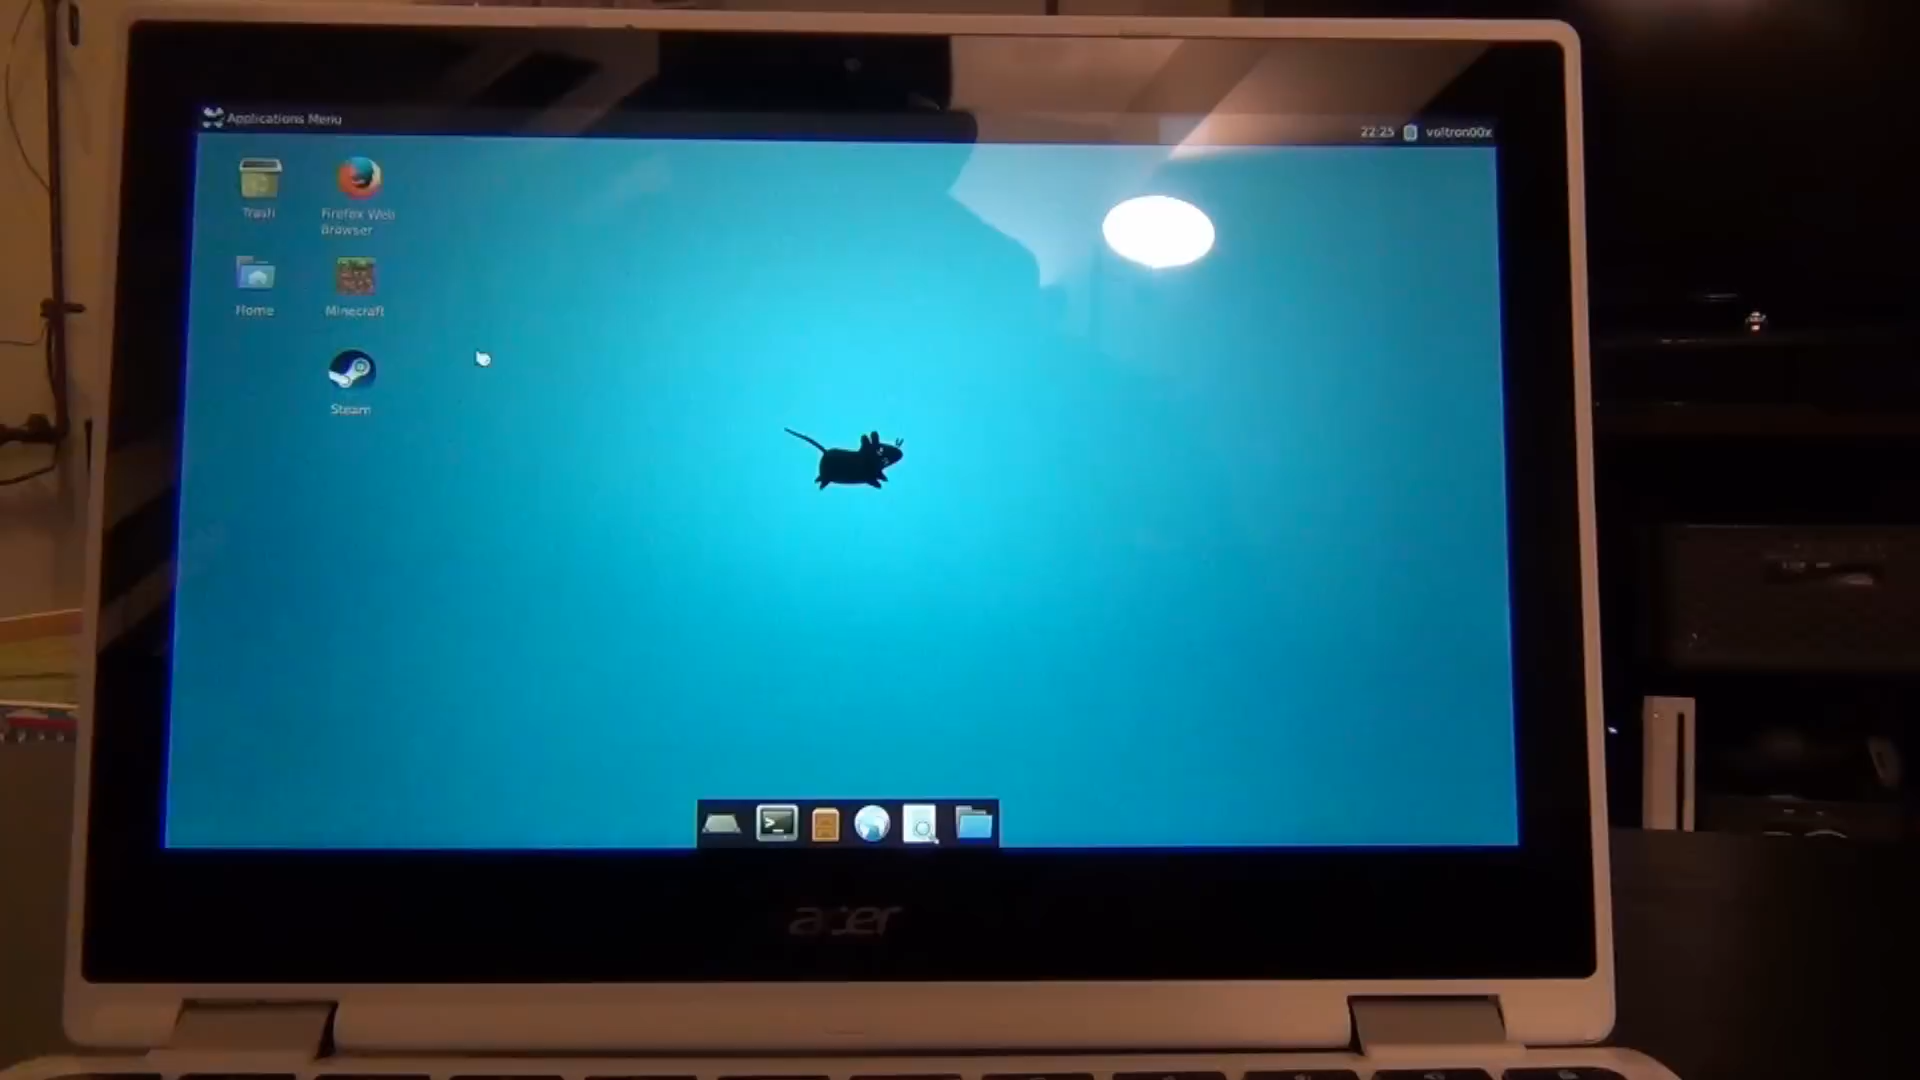 Applications Menu
22:25 voltron00x
Trash
Firefox Web
Browser
Home
Minecraft
Steam
acer